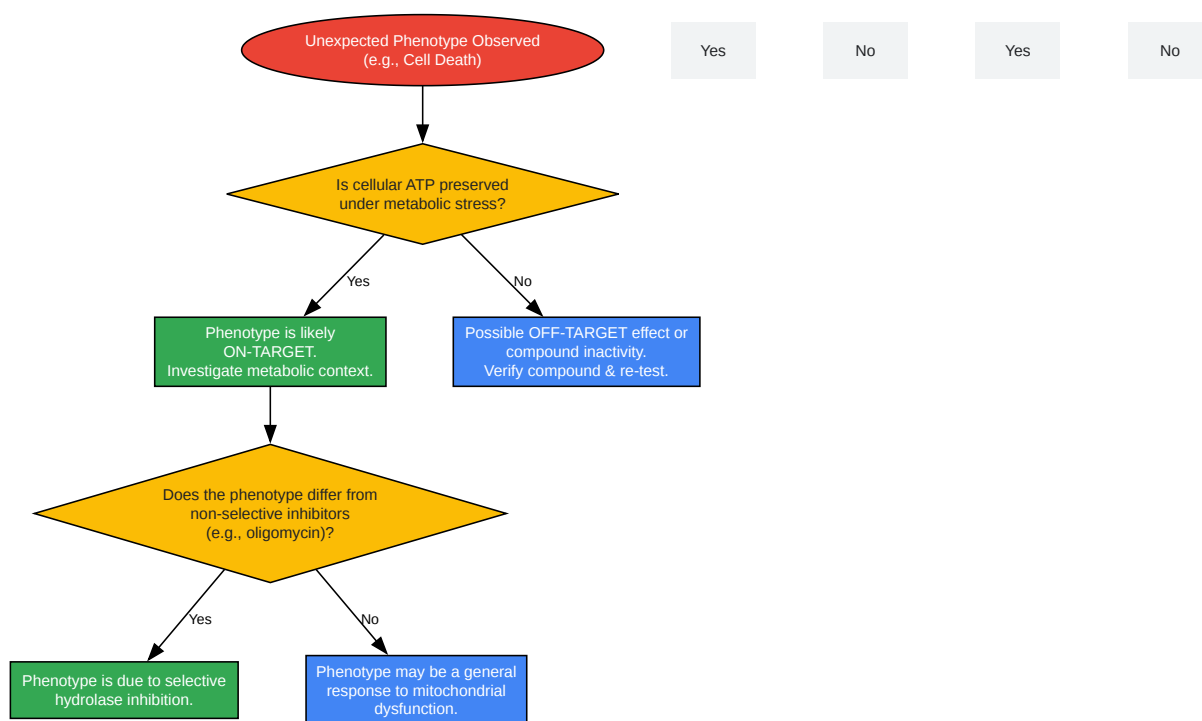 Unexpected Phenotype Observed
(e.g., Cell Death)
Yes
No
Yes
No
Is cellular ATP preserved
under metabolic stress?
Yes
No
Phenotype is likely
ON-TARGET.
Investigate metabolic context.
Possible OFF-TARGET effect or
compound inactivity.
Verify compound & re-test.
Does the phenotype differ from
non-selective inhibitors
(e.g., oligomycin)?
Yes
No
Phenotype is due to selective
hydrolase inhibition.
Phenotype may be a general
response to mitochondrial
dysfunction.